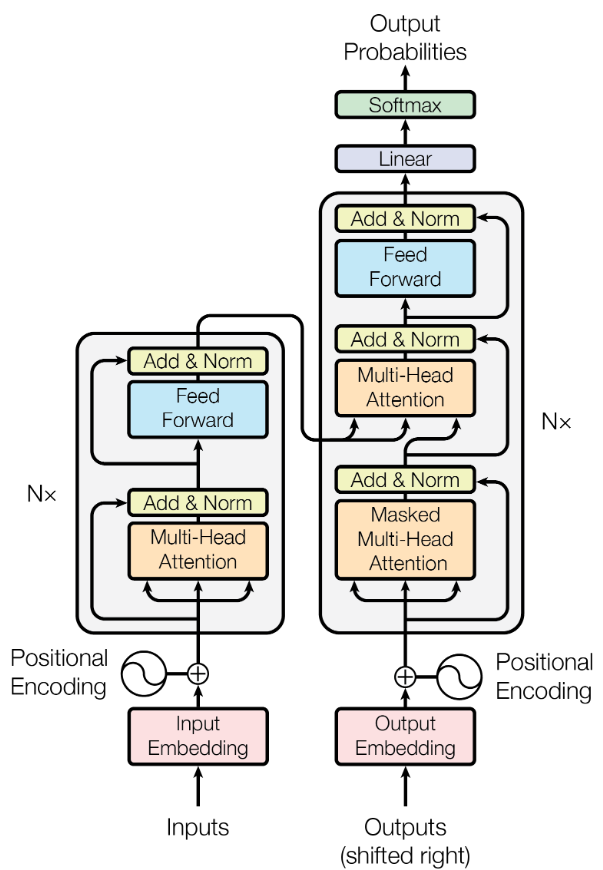 Output
Probabilities
Softmax
Linear
Add & Norm
Feed
Forward
Add & Norm
Multi-Head
Attention
Nx
Add & Norm
Masked
Multi-Head
Attention
Add & Norm
Feed
Forward
Nx
Add & Norm
Multi-Head
Attention
Positional
Encoding
Positional
Encoding
Input
Embedding
Output
Embedding
Inputs
Outputs
(shifted right)